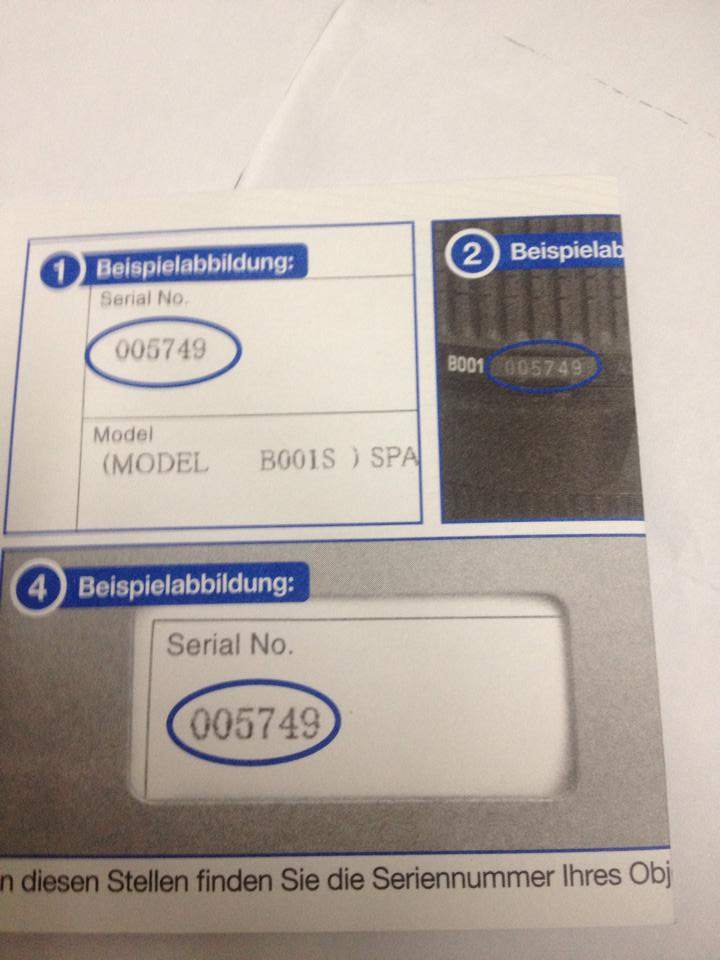 1 Beispielabbildung:
Serial No.
005749
Model
(MODEL B001S ) SPA
2 Beispielab
B001 005749
4 Beispielabbildung:
Serial No.
005749
n diesen Stellen finden Sie die Seriennummer Ihres Obj